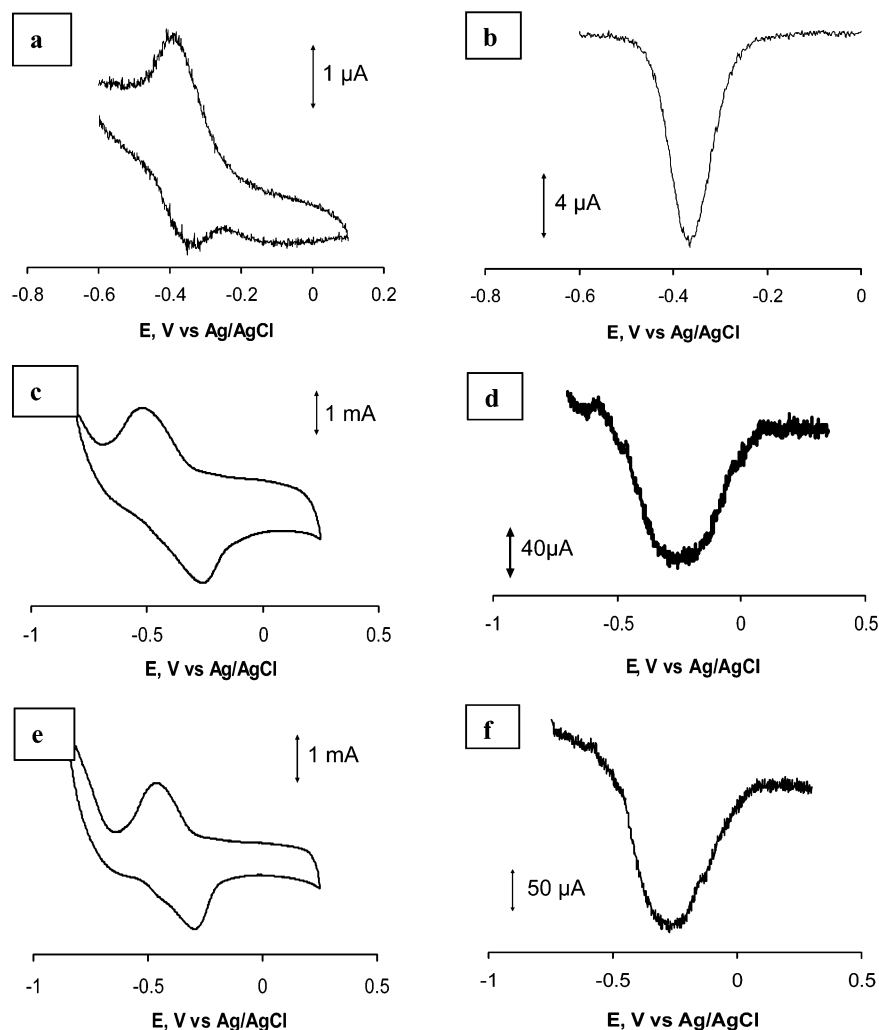 a
1 µA
-0.8 -0.6 -0.4 -0.2 0 0.2
E, V vs Ag/AgCl
b
4 µA
-0.8 -0.6 -0.4 -0.2 0
E, V vs Ag/AgCl
c
1 mA
-1 -0.5 0 0.5
E, V vs Ag/AgCl
d
40µA
-1 -0.5 0 0.5
E, V vs Ag/AgCl
e
1 mA
-1 -0.5 0 0.5
E, V vs Ag/AgCl
f
50 µA
-1 -0.5 0 0.5
E, V vs Ag/AgCl